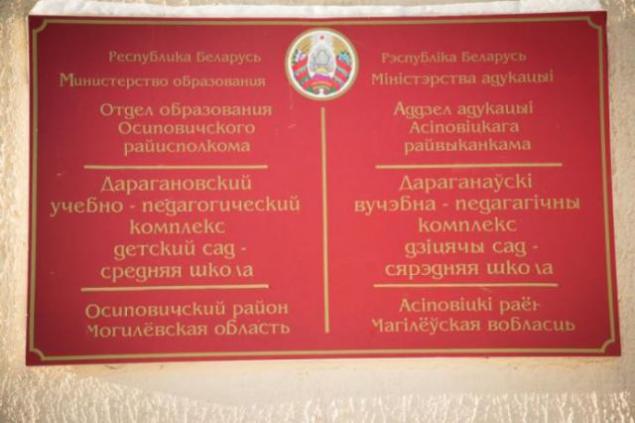 Республика Беларусь
Министерство образования
Отдел образования
Осиповичского
райисполкома
Дарагановский
учебно - педагогический
комплекс
детский сад -
средняя школа
Осиповичский район
Могилёвская область
Рэспубліка Беларусь
Міністэрства адукацыі
Аддзел адукацыі
Асіповіцкага
райвыканкама
Дараганаўскі
вучэбна - педагагічны
комплекс
дзіцячы сад -
сярэдняя школа
Асіповіцкі раён
Магілёўская вобласць